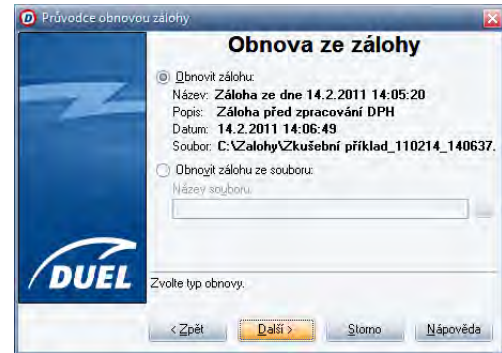 Průvodce obnovou zálohy
Obnova ze zálohy
Obnovit zálohu:
Název: Záloha ze dne 14.2.2011 14:05:20
Popis: Záloha před zpracování DPH
Datum: 14.2.2011 14:06:49
Soubor: C:\Zalohy\Zkušební příklad_110214_140637.
Obnovit zálohu ze souboru:
Název souboru:
...
DUEL
Zvolte typ obnovy.
< Zpět Další > Storno Nápověda